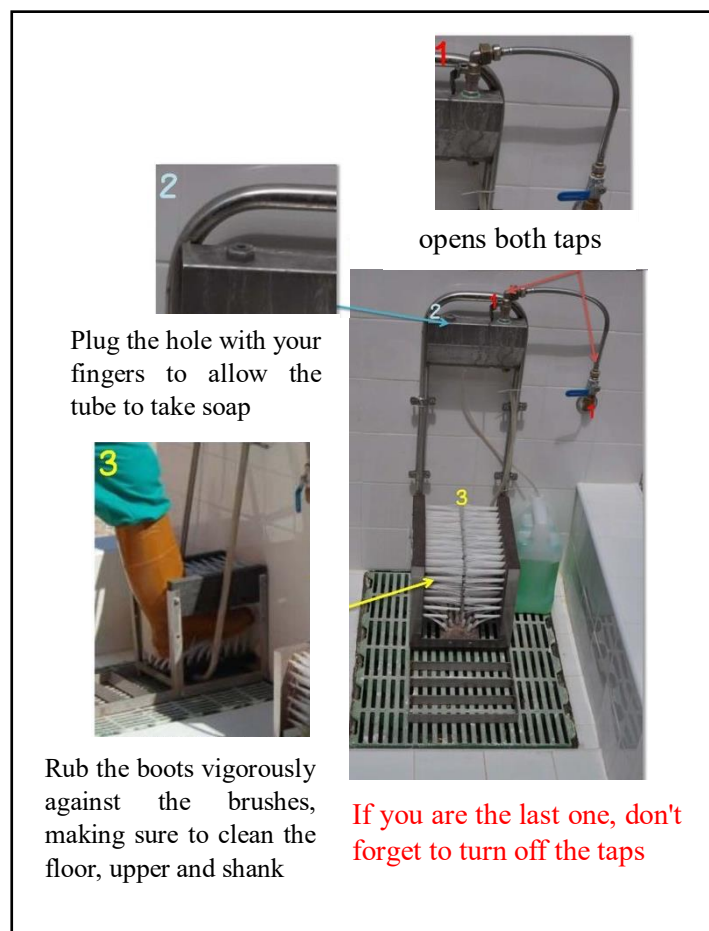 1
opens both taps
2
Plug the hole with your
fingers to allow the
tube to take soap
2
1
1
3
3
Rub the boots vigorously
against the brushes,
making sure to clean the
floor, upper and shank
If you are the last one, don't
forget to turn off the taps